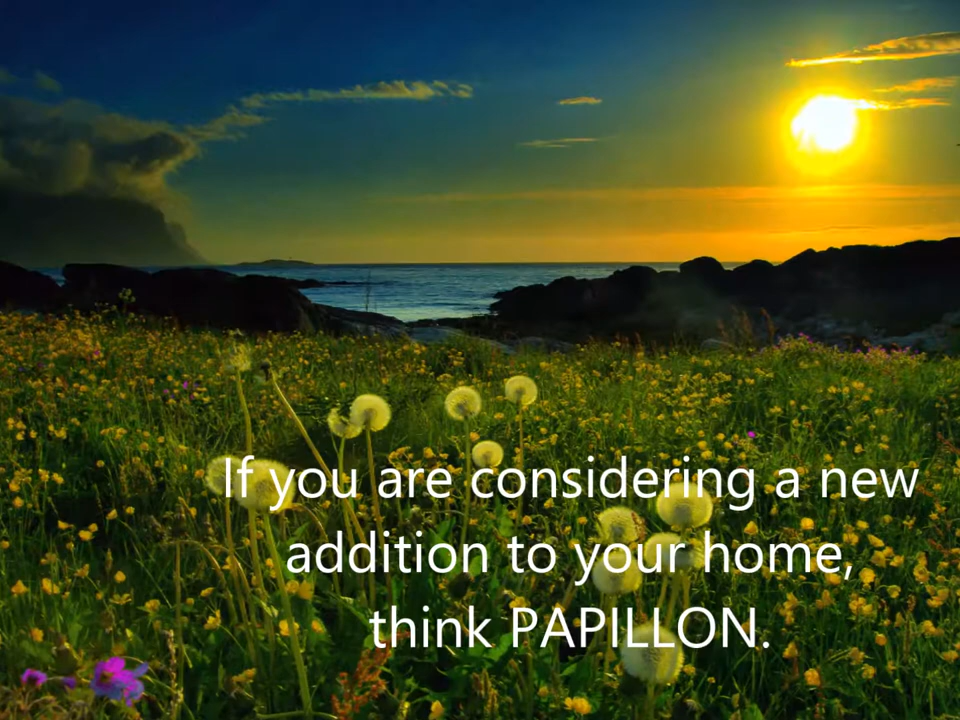 If you are considering a new
addition to your home,
think PAPILLON.